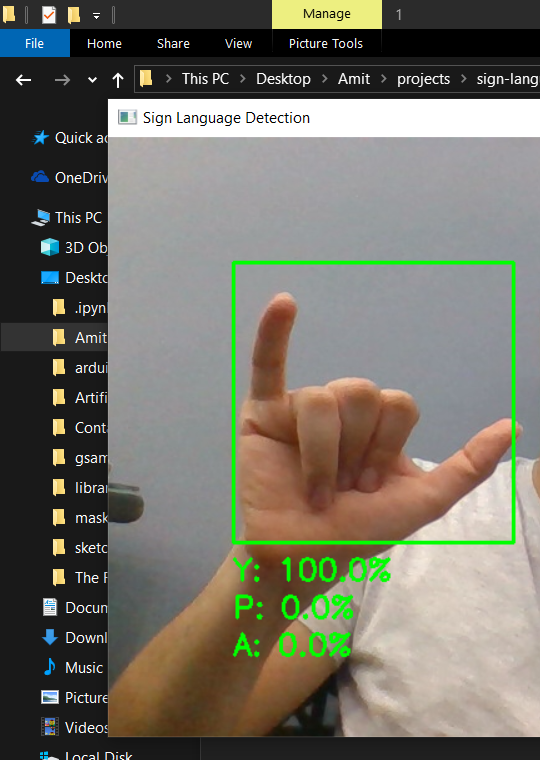 Manage
1
File
Home
Share
View
Picture Tools
This PC
Desktop
Amit
projects
sign-lang
Sign Language Detection
Quick ac
OneDriv
This PC
3D Obj
Deskto
.ipynl
Amit
ardui
Artifi
Cont
gsam
librar
mask
sketc
The F
Docum
Downl
Music
Picture
Videos
Local Disk
Y: 100.0%
P: 0.0%
A: 0.0%